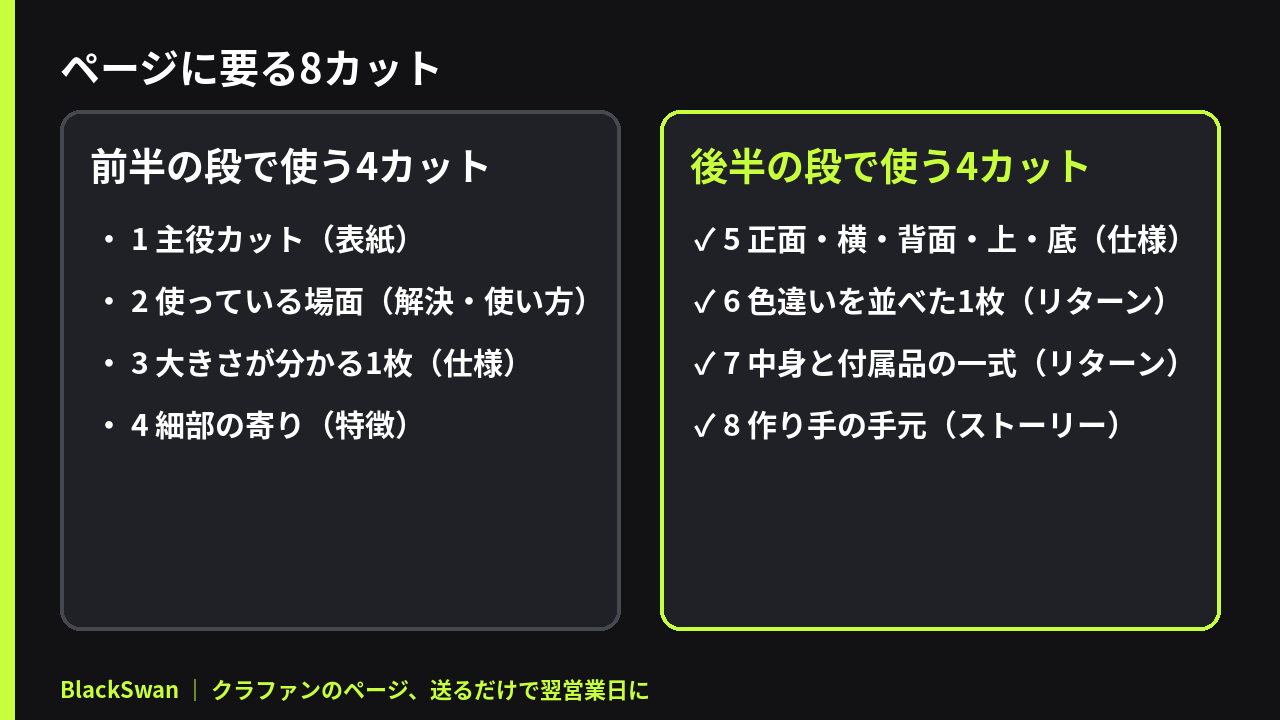 ページに要る8カット
前半の段で使う4カット
・ 1 主役カット（表紙）
・ 2 使っている場面（解決・使い方）
・ 3 大きさが分かる1枚（仕様）
・ 4 細部の寄り（特徴）
後半の段で使う4カット
✓ 5 正面・横・背面・上・底（仕様）
✓ 6 色違いを並べた1枚（リターン）
✓ 7 中身と付属品の一式（リターン）
✓ 8 作り手の手元（ストーリー）
BlackSwan｜クラファンのページ、送るだけで翌営業日に